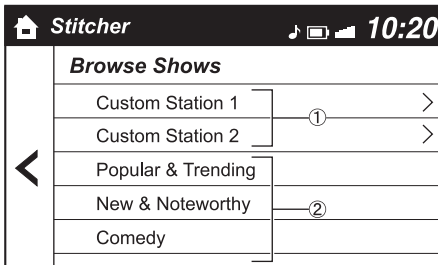 Stitcher 10:20
Browse Shows
Custom Station 1
①
Custom Station 2
Popular & Trending
New & Noteworthy
②
Comedy